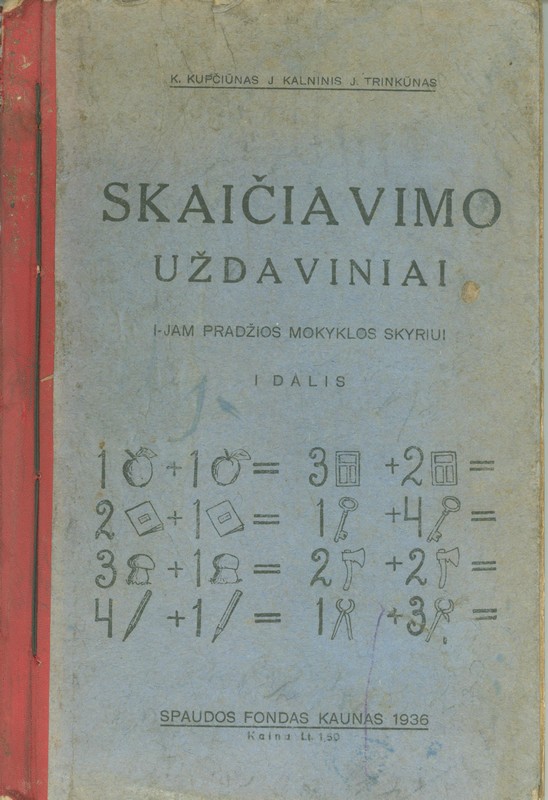 K. KUPČIŪNAS J. KALNINIS J. TRINKŪNAS
SKAIČIAVIMO
UŽDAVINIAI
I-JAM PRADŽIOS MOKYKLOS SKYRIUI
I DALIS
1 + 1 = 3 + 2 =
2 + 1 = 1 + 4 =
3 + 1 = 2 + 2 =
4 + 1 = 1 + 3 =
SPAUDOS FONDAS KAUNAS 1936
Kaina Lt. 1.50